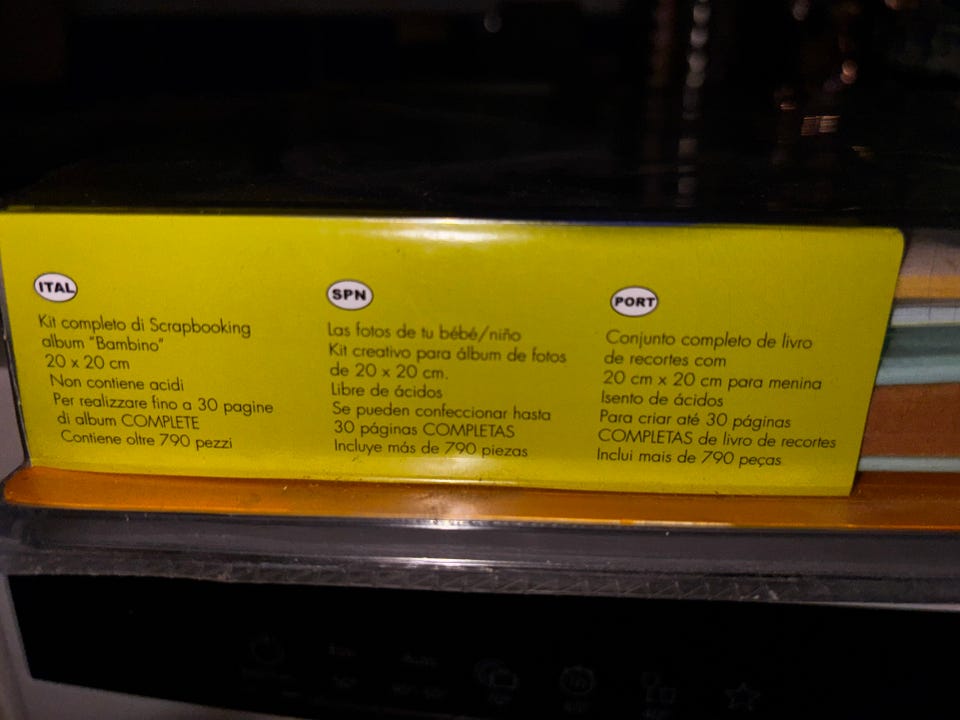 ITAL
Kit completo di Scrapbooking
album "Bambino"
20 x 20 cm
Non contiene acidi
Per realizzare fino a 30 pagine
di album COMPLETE
Contiene oltre 790 pezzi
SPN
Las fotos de tu bébé/niño
Kit creativo para álbum de fotos
de 20 x 20 cm.
Libre de ácidos
Se pueden confeccionar hasta
30 páginas COMPLETAS
Incluye más de 790 piezas
PORT
Conjunto completo de livro
de recortes com
20 cm x 20 cm para menina
Isento de ácidos
Para criar até 30 páginas
COMPLETAS de livro de recortes
Inclui mais de 790 peças